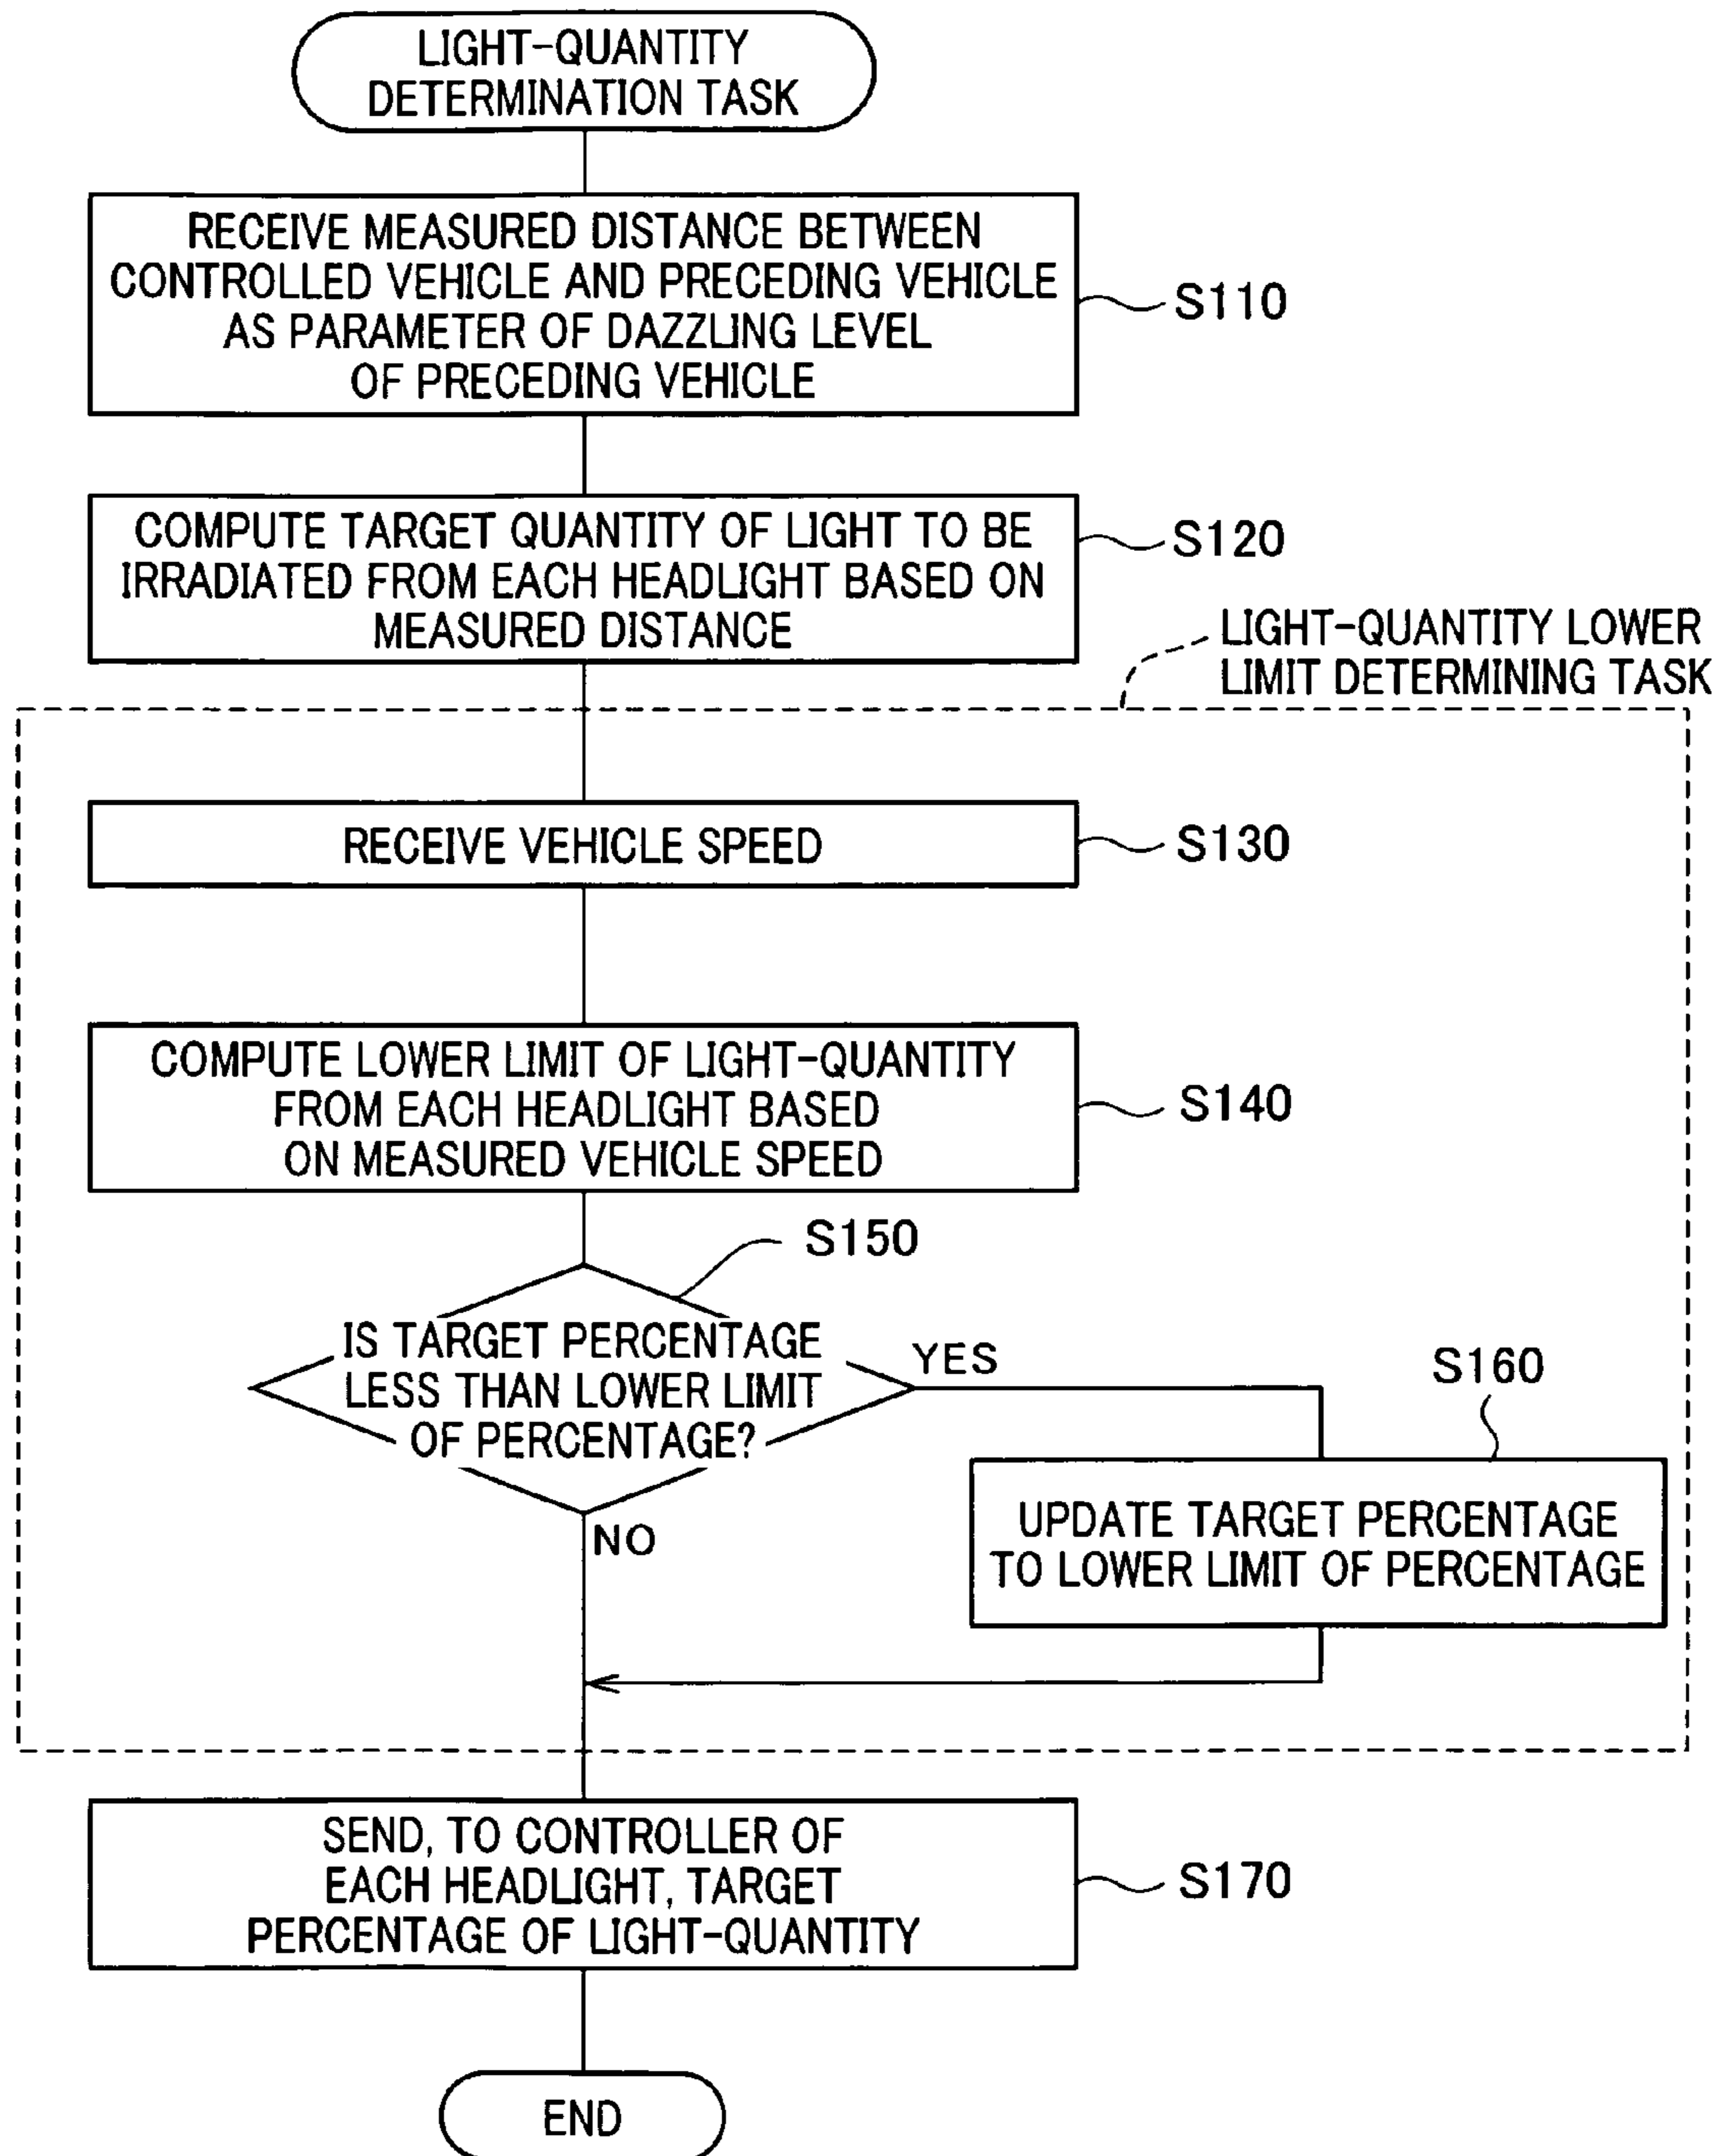 LIGHT-QUANTITY
DETERMINATION TASK
RECEIVE MEASURED DISTANCE BETWEEN
CONTROLLED VEHICLE AND PRECEDING VEHICLE
AS PARAMETER OF DAZZLING LEVEL
OF PRECEDING VEHICLE
S110
COMPUTE TARGET QUANTITY OF LIGHT TO BE
IRRADIATED FROM EACH HEADLIGHT BASED ON
MEASURED DISTANCE
S120
LIGHT-QUANTITY LOWER
LIMIT DETERMINING TASK
RECEIVE VEHICLE SPEED
S130
COMPUTE LOWER LIMIT OF LIGHT-QUANTITY
FROM EACH HEADLIGHT BASED
ON MEASURED VEHICLE SPEED
S140
S150
IS TARGET PERCENTAGE
LESS THAN LOWER LIMIT
OF PERCENTAGE?
YES
NO
S160
UPDATE TARGET PERCENTAGE
TO LOWER LIMIT OF PERCENTAGE
SEND, TO CONTROLLER OF
EACH HEADLIGHT, TARGET
PERCENTAGE OF LIGHT-QUANTITY
S170
END